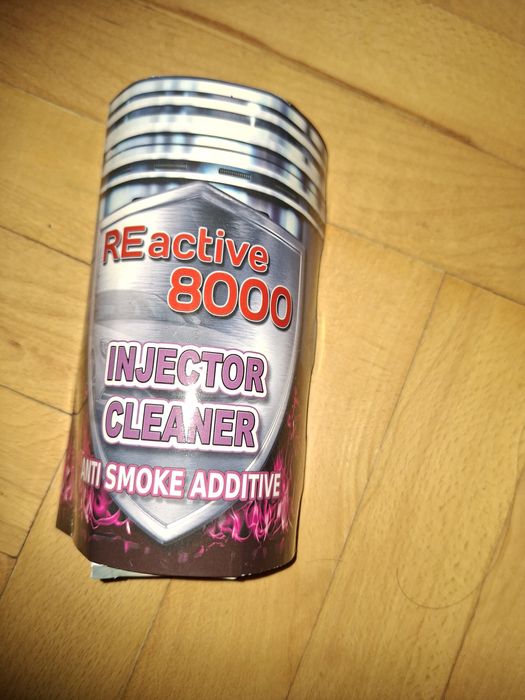 REactive
8000
INJECTOR
CLEANER
ANTI SMOKE ADDITIVE